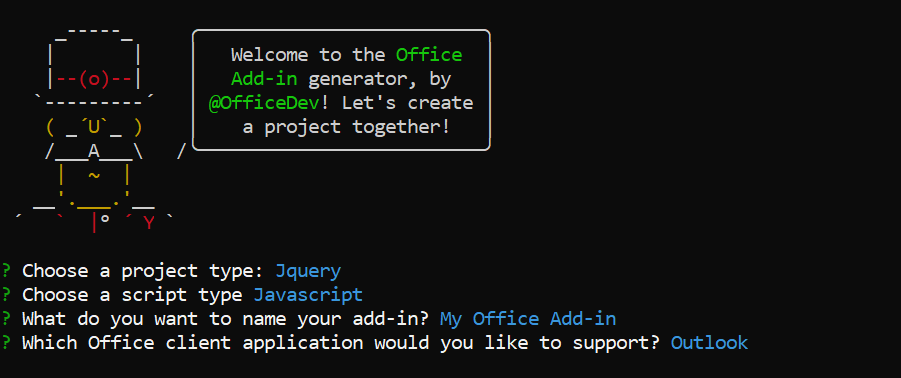 Welcome to the Office
Add-in generator, by
@OfficeDev! Let's create
a project together!
? Choose a project type: Jquery
? Choose a script type Javascript
? What do you want to name your add-in? My Office Add-in
? Which Office client application would you like to support? Outlook